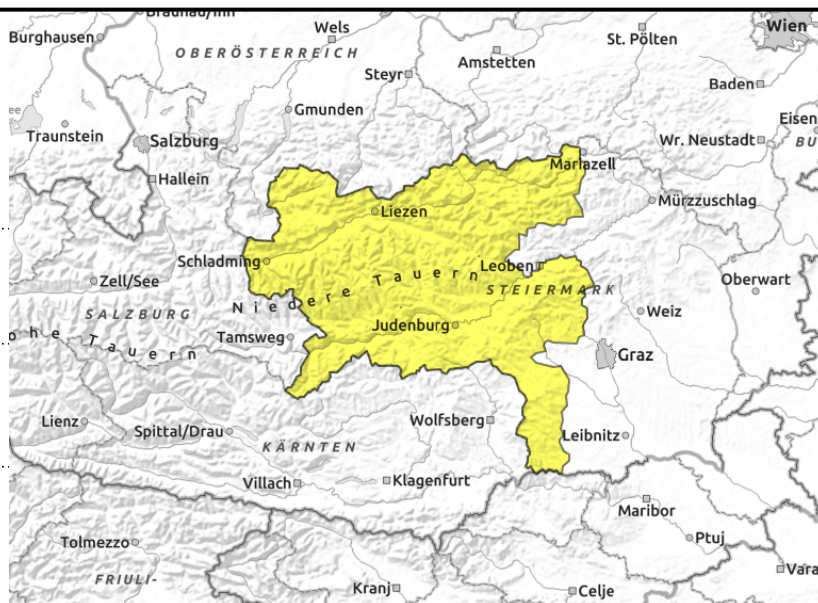 Braunau/Inn
Wels
Wien
Burghausen
St. Pölten
OBERÖSTERREICH
Amstetten
Steyr
Baden
Gmunden
Eisen
Traunstein
Salzburg
Wr. Neustadt
BU
Mariazell
Hallein
Mürzzuschlag
Liezen
Schladming
Leoben
Zell/See
Niedere Tauern
STEIERMARK
Oberwart
SALZBURG
Weiz
Tamsweg
Judenburg
ohe Tauern
Graz
Wolfsberg
Lienz
Spittal/Drau
Leibnitz
KÄRNTEN
Villach
Klagenfurt
Maribor
Tolmezzo
Ptuj
Vara
FRIULI-
Kranj
Celje